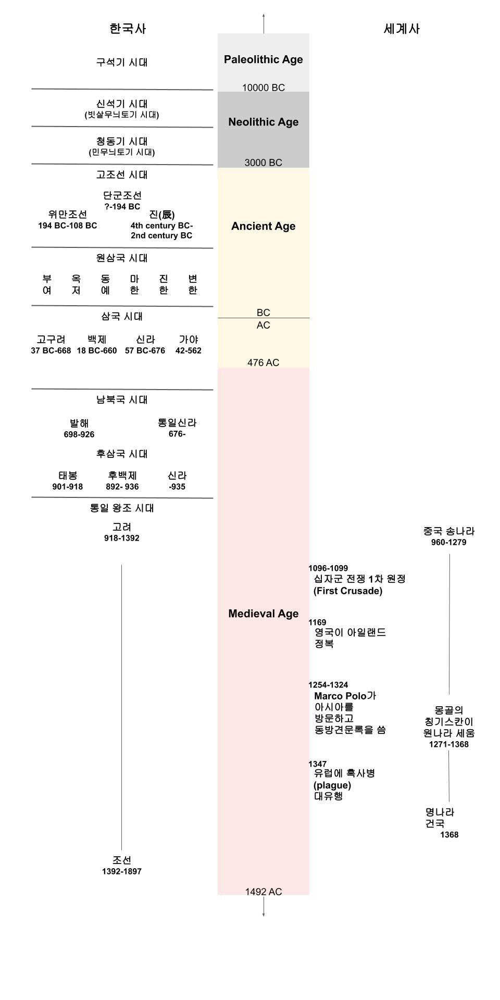 한국사
세계사
Paleolithic Age
구석기 시대
10000 BC
신석기 시대
(빗살무늬토기 시대)
Neolithic Age
청동기 시대
(민무늬토기 시대)
3000 BC
고조선 시대
단군조선
?-194 BC
위만조선
194 BC-108 BC
진(辰)
4th century BC-
2nd century BC
Ancient Age
원삼국 시대
부여
옥저
동예
마한
진한
변한
BC
AC
삼국 시대
고구려
37 BC-668
백제
18 BC-660
신라
57 BC-676
가야
42-562
476 AC
남북국 시대
발해
698-926
통일신라
676-
후삼국 시대
태봉
901-918
후백제
892- 936
신라
-935
통일 왕조 시대
고려
918-1392
조선
1392-1897
Medieval Age
1492 AC
1096-1099
십자군 전쟁 1차 원정
(First Crusade)
1169
영국이 아일랜드
정복
1254-1324
Marco Polo가
아시아를
방문하고
동방견문록을 씀
1347
유럽에 흑사병
(plague)
대유행
중국 송나라
960-1279
몽골의
칭기스칸이
원나라 세움
1271-1368
명나라
건국
1368